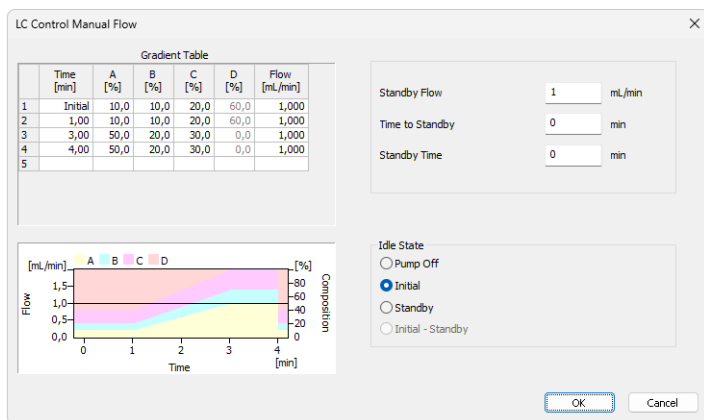 LC Control Manual Flow
Gradient Table
Time [min] A [%] B [%] C [%] D [%] Flow [mL/min]
1 Initial 10,0 10,0 20,0 60,0 1,000
2 1,00 10,0 10,0 20,0 60,0 1,000
3 3,00 50,0 20,0 30,0 0,0 1,000
4 4,00 50,0 20,0 30,0 0,0 1,000
5
Standby Flow 1 mL/min
Time to Standby 0 min
Standby Time 0 min
A B C D
[mL/min] [%]
1,5 80
1,0 60
0,5 40
20
0,0 0
Flow
Composition
0 1 2 3 4
[min]
Time
Idle State
Pump Off
Initial
Standby
Initial - Standby
OK Cancel